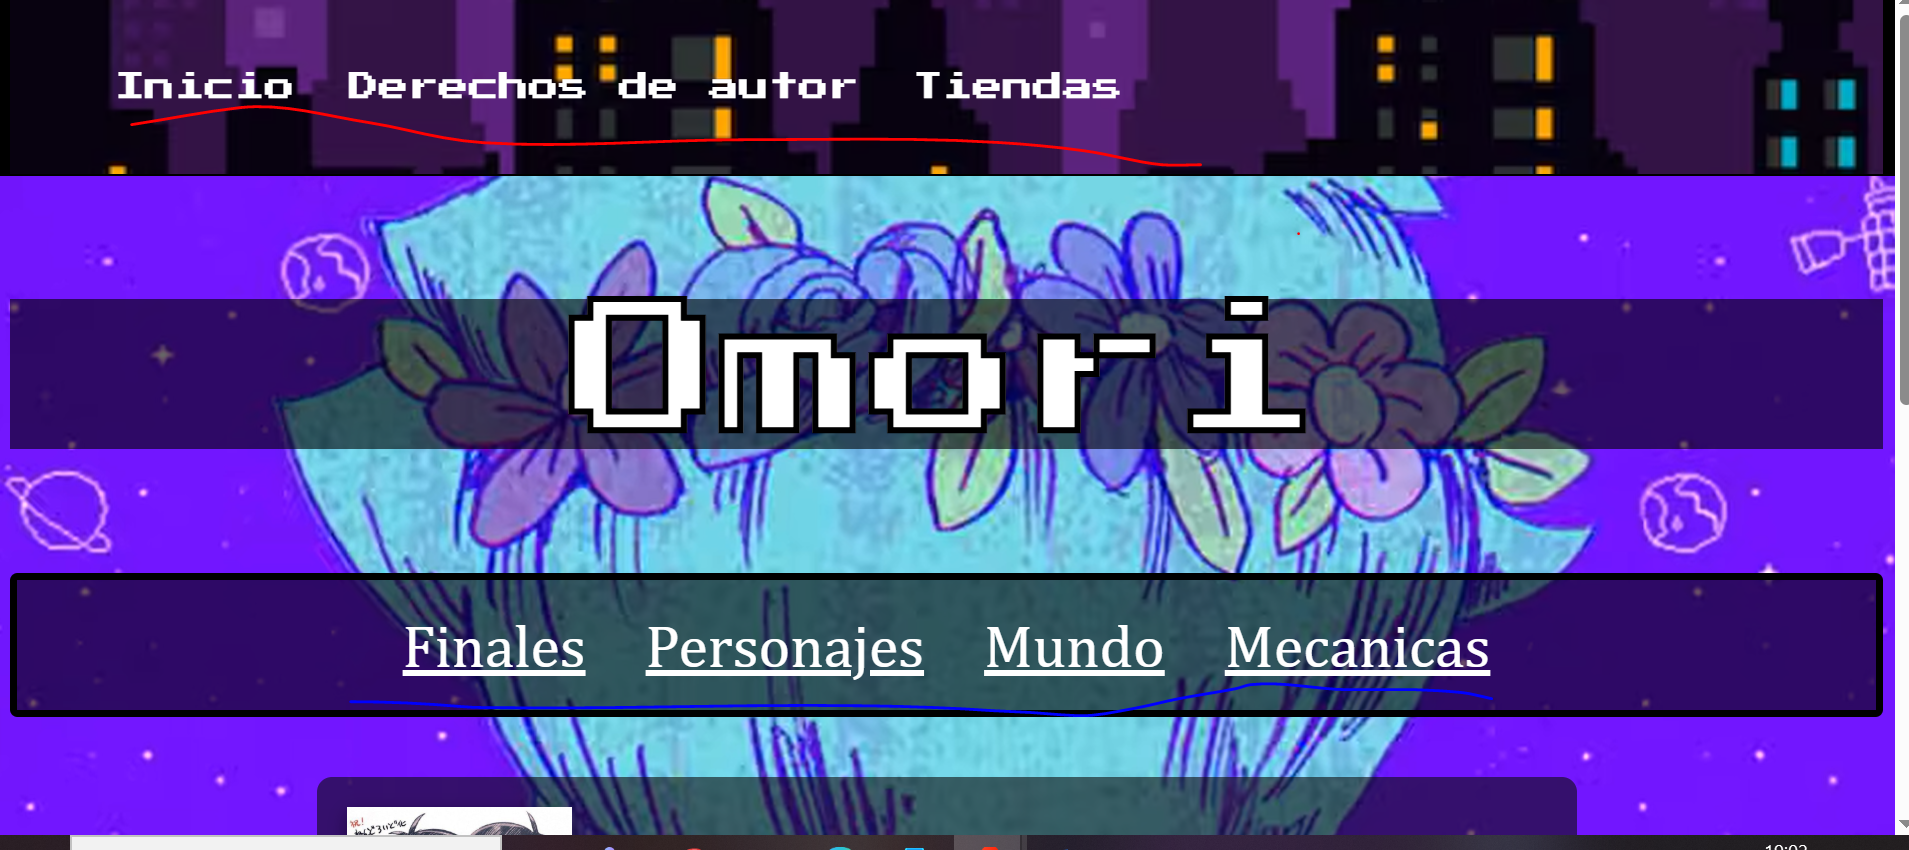 Inicio Derechos de autor Tiendas
Omori
Finales Personajes Mundo Mecanicas